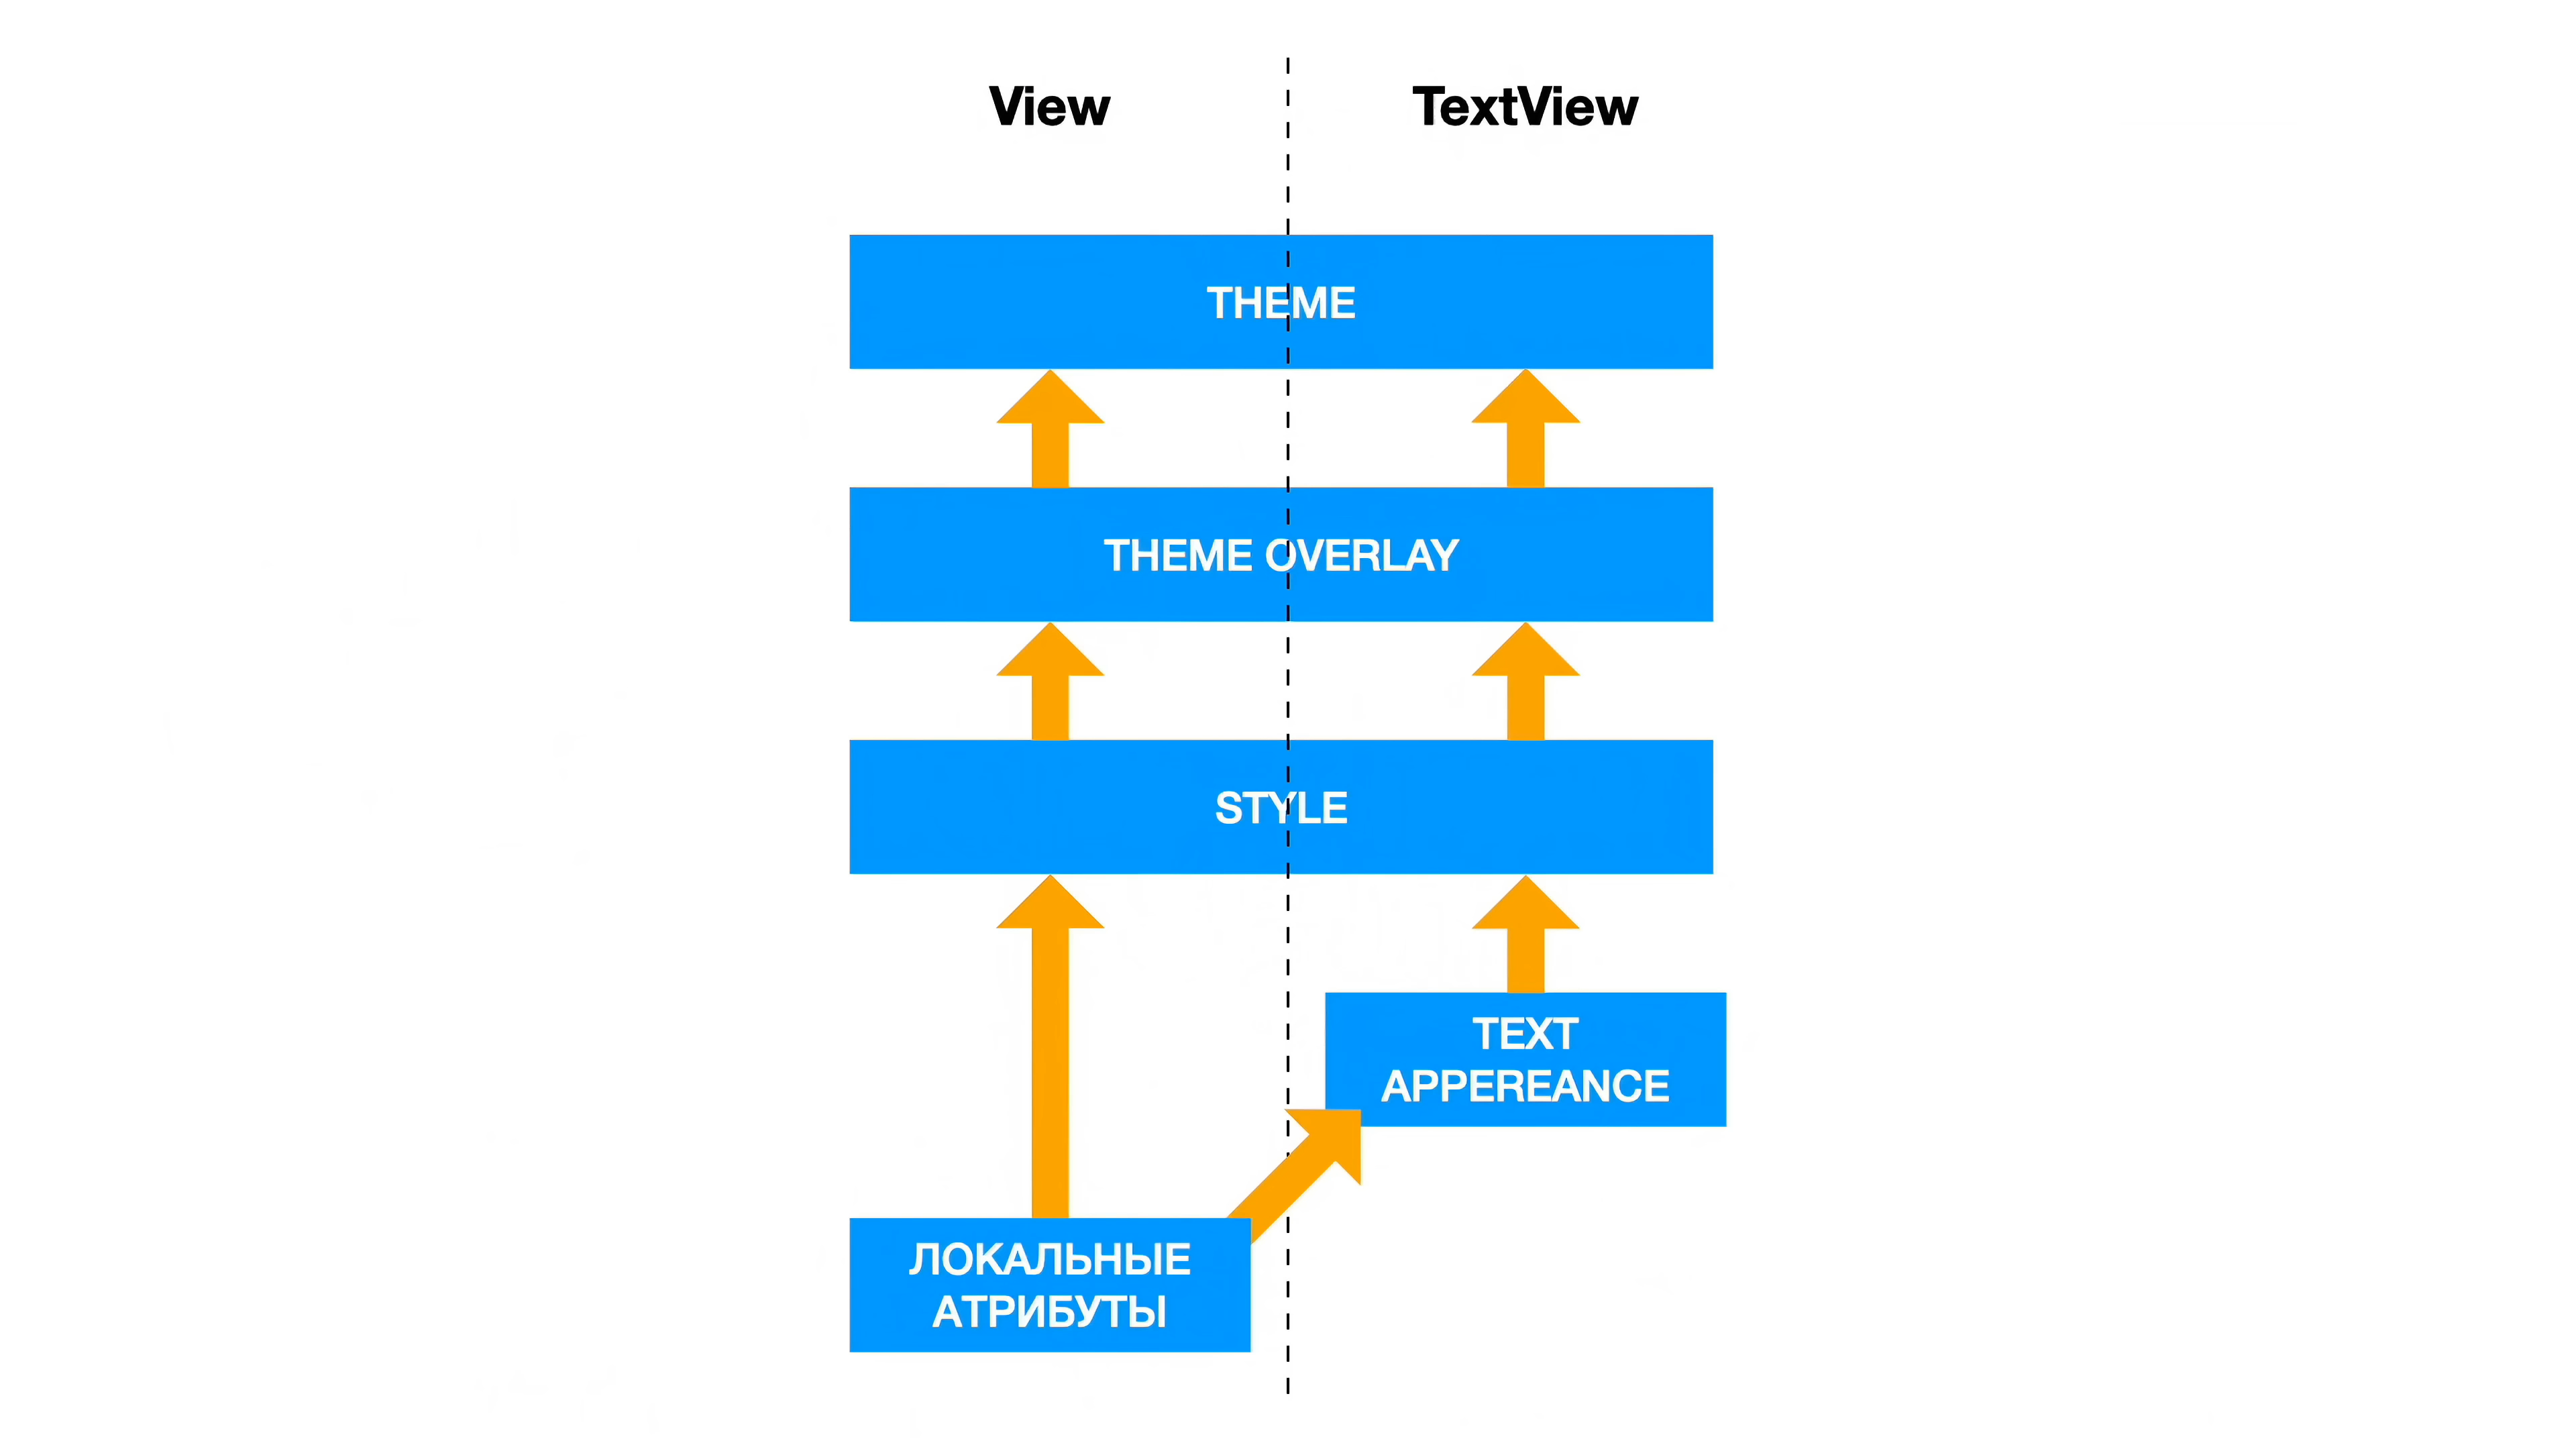 View
TextView
THEME
THEME OVERLAY
STYLE
TEXT
APPEREANCE
ЛОКАЛЬНЫЕ
АТРИБУТЫ